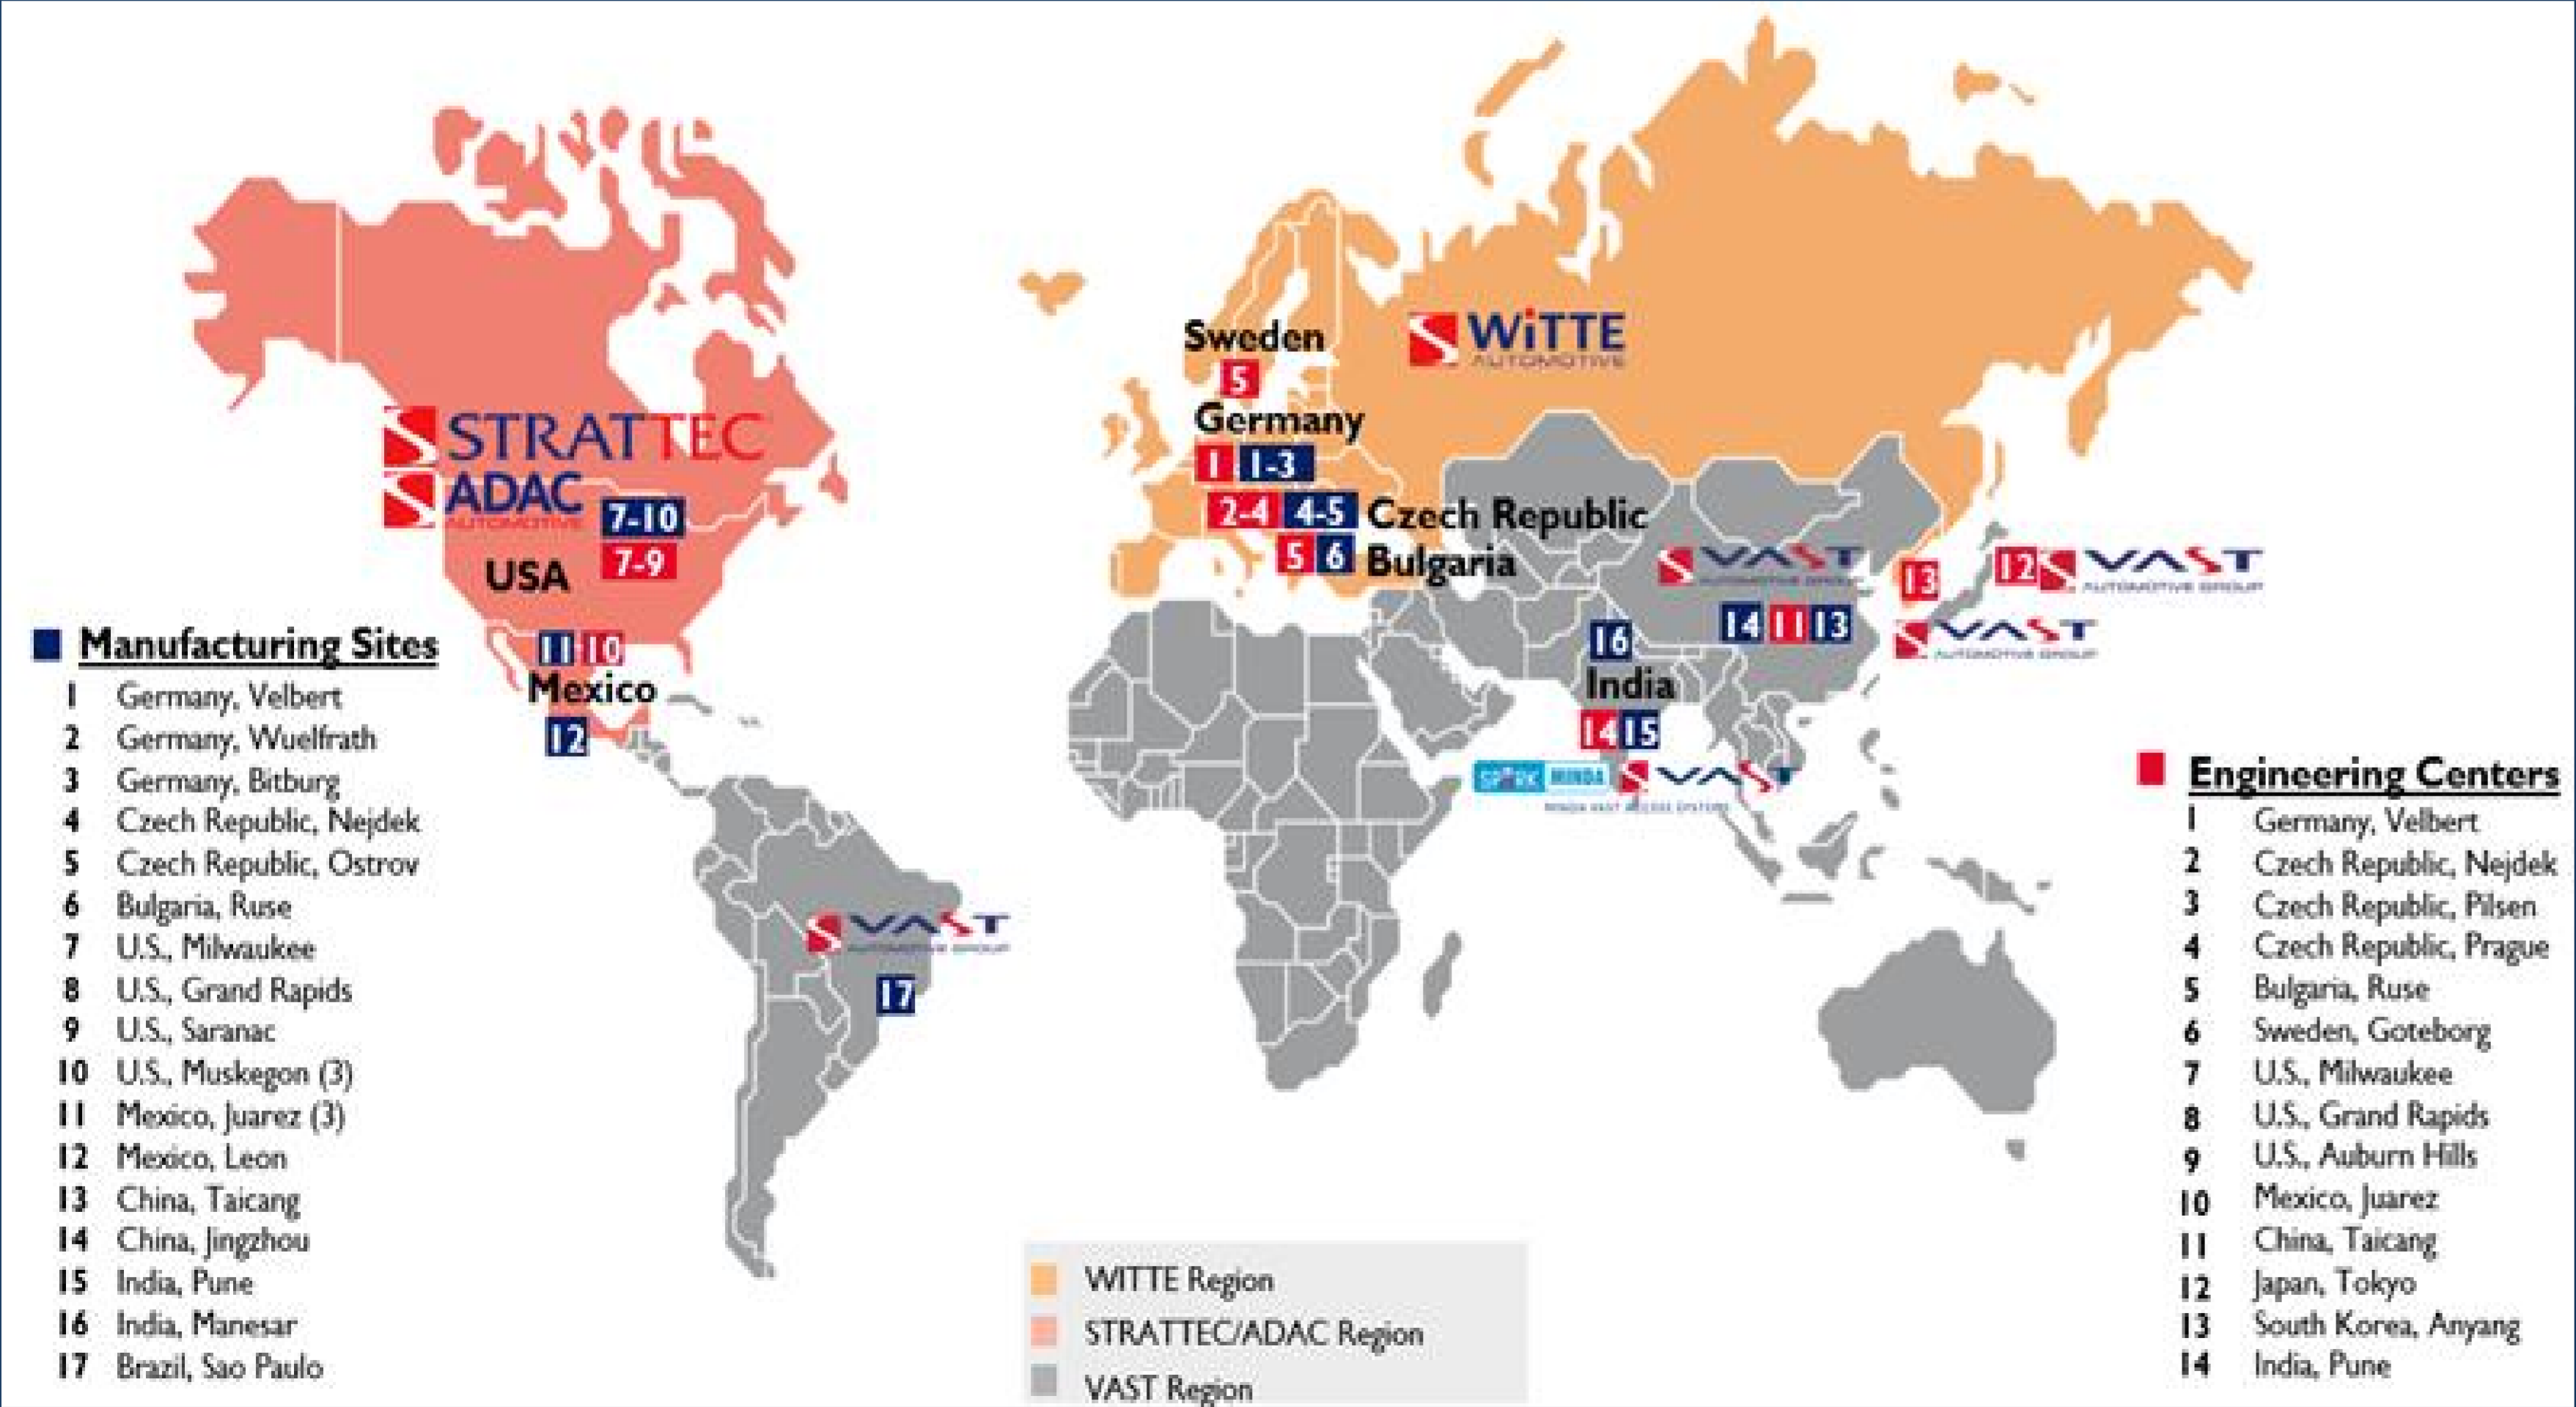 Sweden
WiTTE
AUTOMOTIVE
5
Germany
1 1-3
STRATTEC
ADAC
AUTOMOTIVE
7-10
7-9
USA
2-4 4-5 Czech Republic
5 6 Bulgaria
VAST
AUTOMOTIVE GROUP
13
12 VAST
AUTOMOTIVE GROUP
14 11 13
VAST
AUTOMOTIVE GROUP
16
India
14 15
SPARK MINDA VAST
MINDA VAST ACCESS SYSTEMS
11 10
Mexico
12
VAST
AUTOMOTIVE GROUP
17
Manufacturing Sites
1 Germany, Velbert
2 Germany, Wuelfrath
3 Germany, Bitburg
4 Czech Republic, Nejdek
5 Czech Republic, Ostrov
6 Bulgaria, Ruse
7 U.S., Milwaukee
8 U.S., Grand Rapids
9 U.S., Saranac
10 U.S., Muskegon (3)
11 Mexico, Juarez (3)
12 Mexico, Leon
13 China, Taicang
14 China, Jingzhou
15 India, Pune
16 India, Manesar
17 Brazil, Sao Paulo
WITTE Region
STRATTEC/ADAC Region
VAST Region
Engineering Centers
1 Germany, Velbert
2 Czech Republic, Nejdek
3 Czech Republic, Pilsen
4 Czech Republic, Prague
5 Bulgaria, Ruse
6 Sweden, Goteborg
7 U.S., Milwaukee
8 U.S., Grand Rapids
9 U.S., Auburn Hills
10 Mexico, Juarez
11 China, Taicang
12 Japan, Tokyo
13 South Korea, Anyang
14 India, Pune